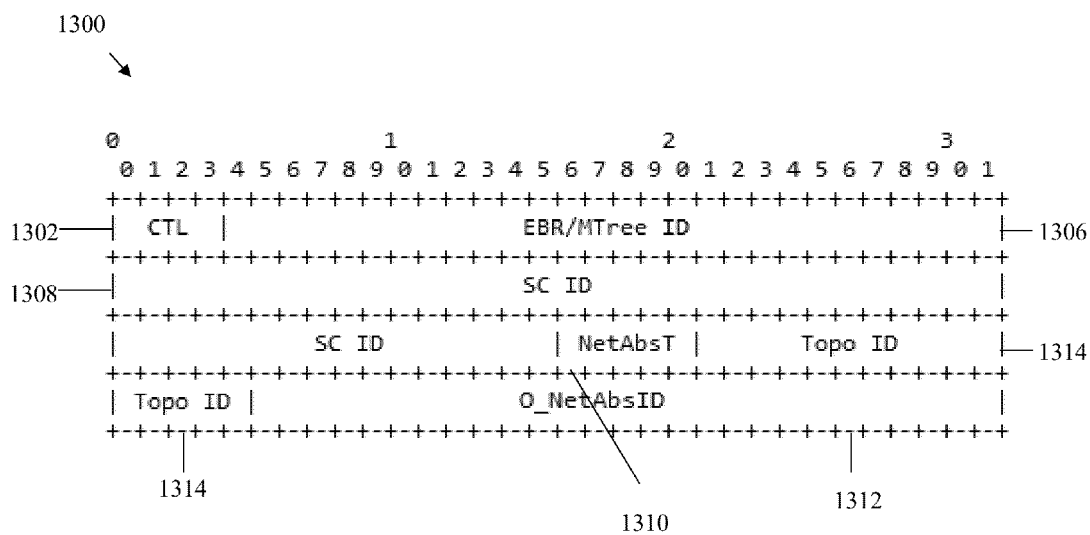 1300
0 1 2 3
0 1 2 3 4 5 6 7 8 9 0 1 2 3 4 5 6 7 8 9 0 1 2 3 4 5 6 7 8 9 0 1
+-+-+-+-+-+-+-+-+-+-+-+-+-+-+-+-+-+-+-+-+-+-+-+-+-+-+-+-+-+-+-+-+
1302 | CTL | EBR/MTree ID | 1306
+-+-+-+-+-+-+-+-+-+-+-+-+-+-+-+-+-+-+-+-+-+-+-+-+-+-+-+-+-+-+-+-+
1308 | SC ID |
+-+-+-+-+-+-+-+-+-+-+-+-+-+-+-+-+-+-+-+-+-+-+-+-+-+-+-+-+-+-+-+-+
| SC ID | NetAbsT | Topo ID | 1314
+-+-+-+-+-+-+-+-+-+-+-+-+-+-+-+-+-+-+-+-+-+-+-+-+-+-+-+-+-+-+-+-+
| Topo ID | O_NetAbsID |
+-+-+-+-+-+-+-+-+-+-+-+-+-+-+-+-+-+-+-+-+-+-+-+-+-+-+-+-+-+-+-+-+
1314 1312
1310